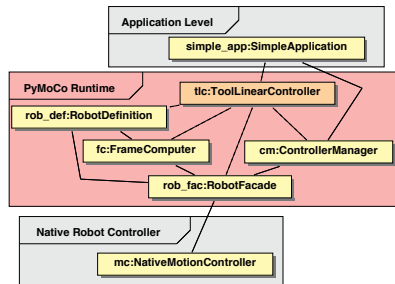 Application Level
simple_app:SimpleApplication
PyMoCo Runtime
tlc:ToolLinearController
rob_def:RobotDefinition
fc:FrameComputer
cm:ControllerManager
rob_fac:RobotFacade
Native Robot Controller
mc:NativeMotionController